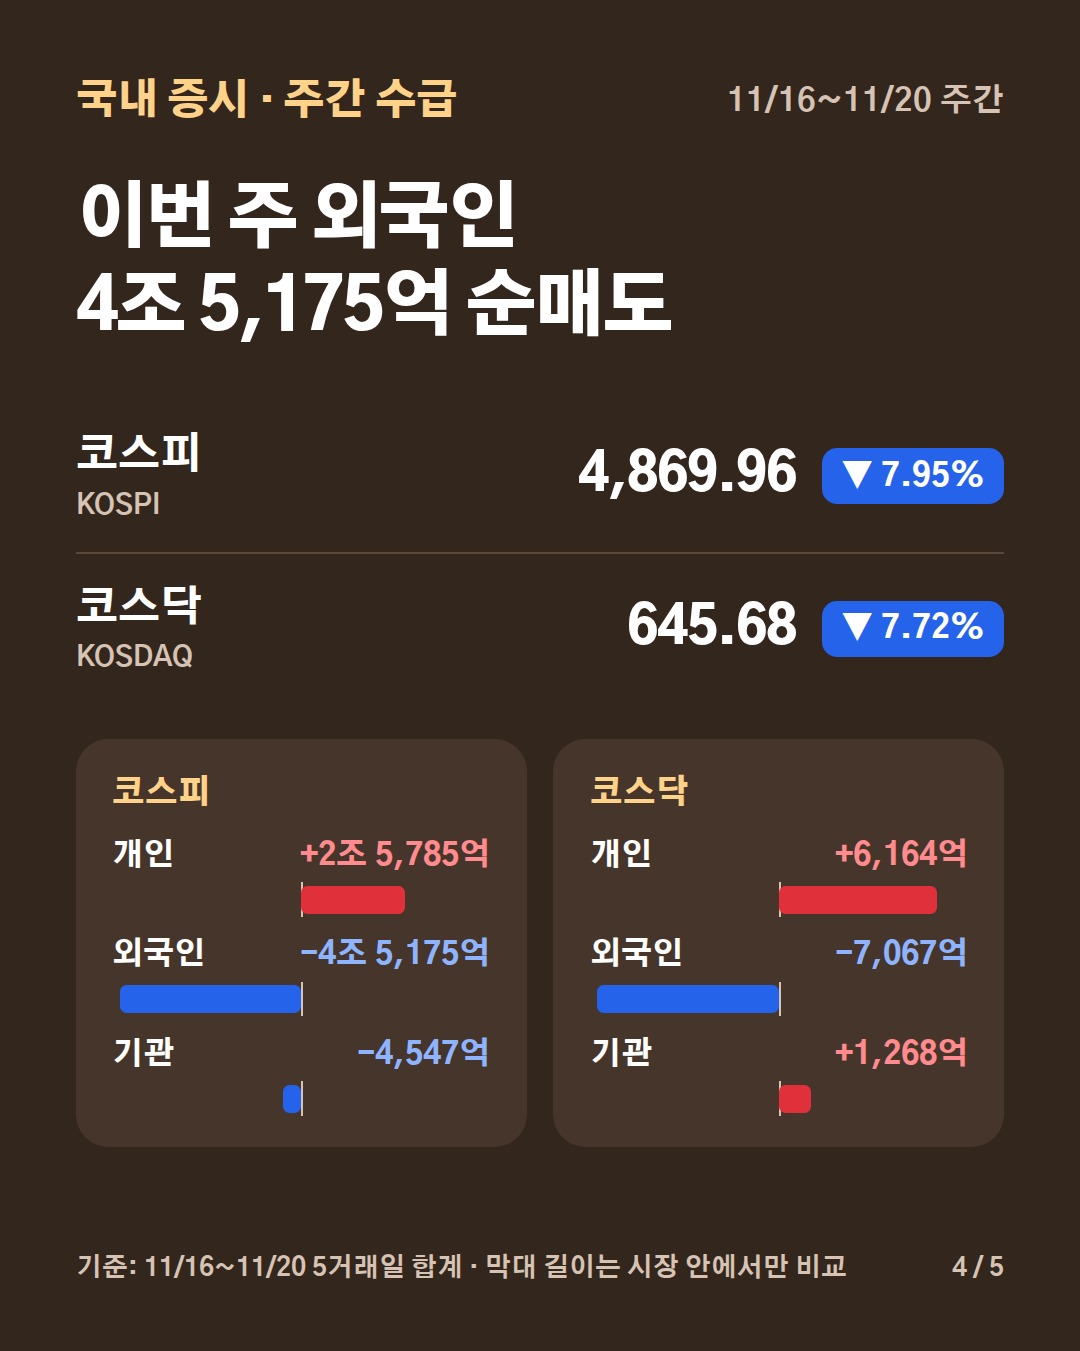 국내 증시 · 주간 수급
11/16~11/20 주간
이번 주 외국인
4조 5,175억 순매도
코스피
KOSPI
4,869.96
▼ 7.95%
코스닥
KOSDAQ
645.68
▼ 7.72%
코스피
개인 +2조 5,785억
외국인 −4조 5,175억
기관 −4,547억
코스닥
개인 +6,164억
외국인 −7,067억
기관 +1,268억
기준: 11/16~11/20 5거래일 합계 · 막대 길이는 시장 안에서만 비교
4 / 5